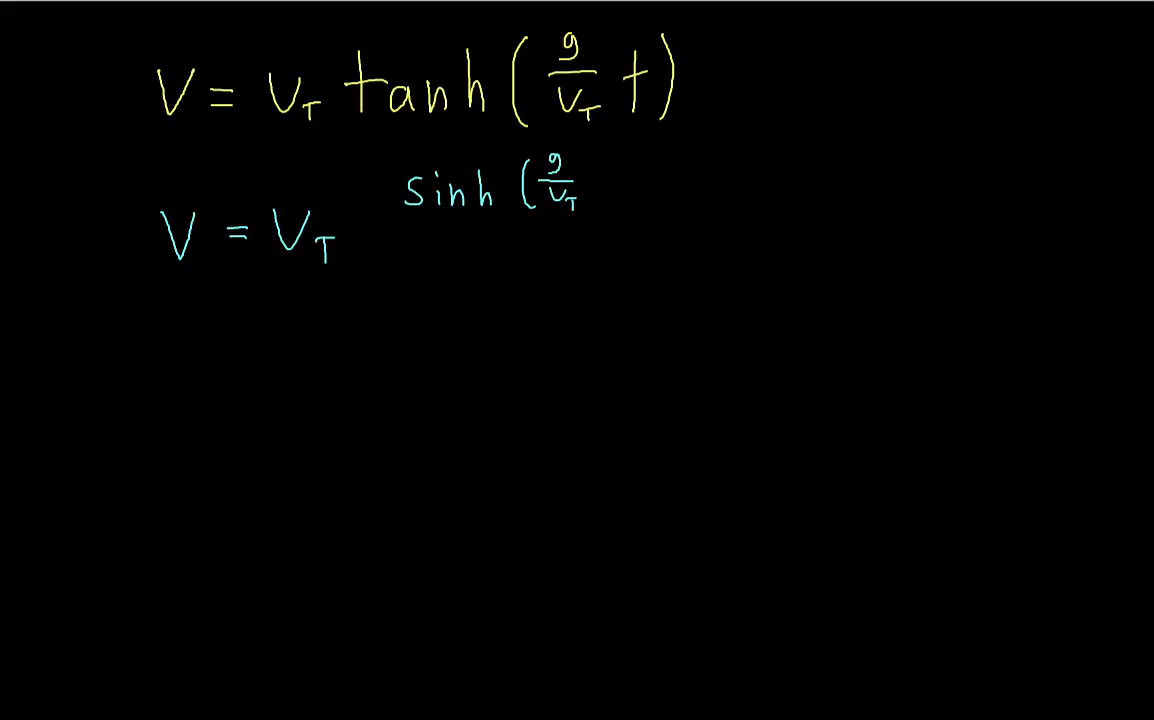 V = V_T tanh ( g/V_T t )
sinh ( g/V_T
V = V_T